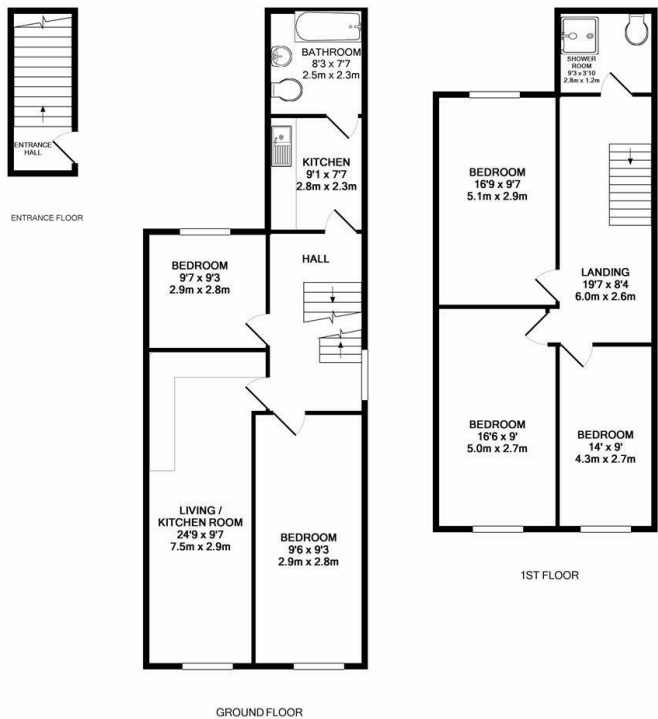 ENTRANCE
HALL
ENTRANCE FLOOR
BATHROOM
8'3 x 7'7
2.5m x 2.3m
KITCHEN
9'1 x 7'7
2.8m x 2.3m
HALL
BEDROOM
9'7 x 9'3
2.9m x 2.8m
LIVING /
KITCHEN ROOM
24'9 x 9'7
7.5m x 2.9m
BEDROOM
9'6 x 9'3
2.9m x 2.8m
GROUND FLOOR
SHOWER
ROOM
9'3 x 3'10
2.8m x 1.2m
BEDROOM
16'9 x 9'7
5.1m x 2.9m
LANDING
19'7 x 8'4
6.0m x 2.6m
BEDROOM
16'6 x 9'
5.0m x 2.7m
BEDROOM
14' x 9'
4.3m x 2.7m
1ST FLOOR